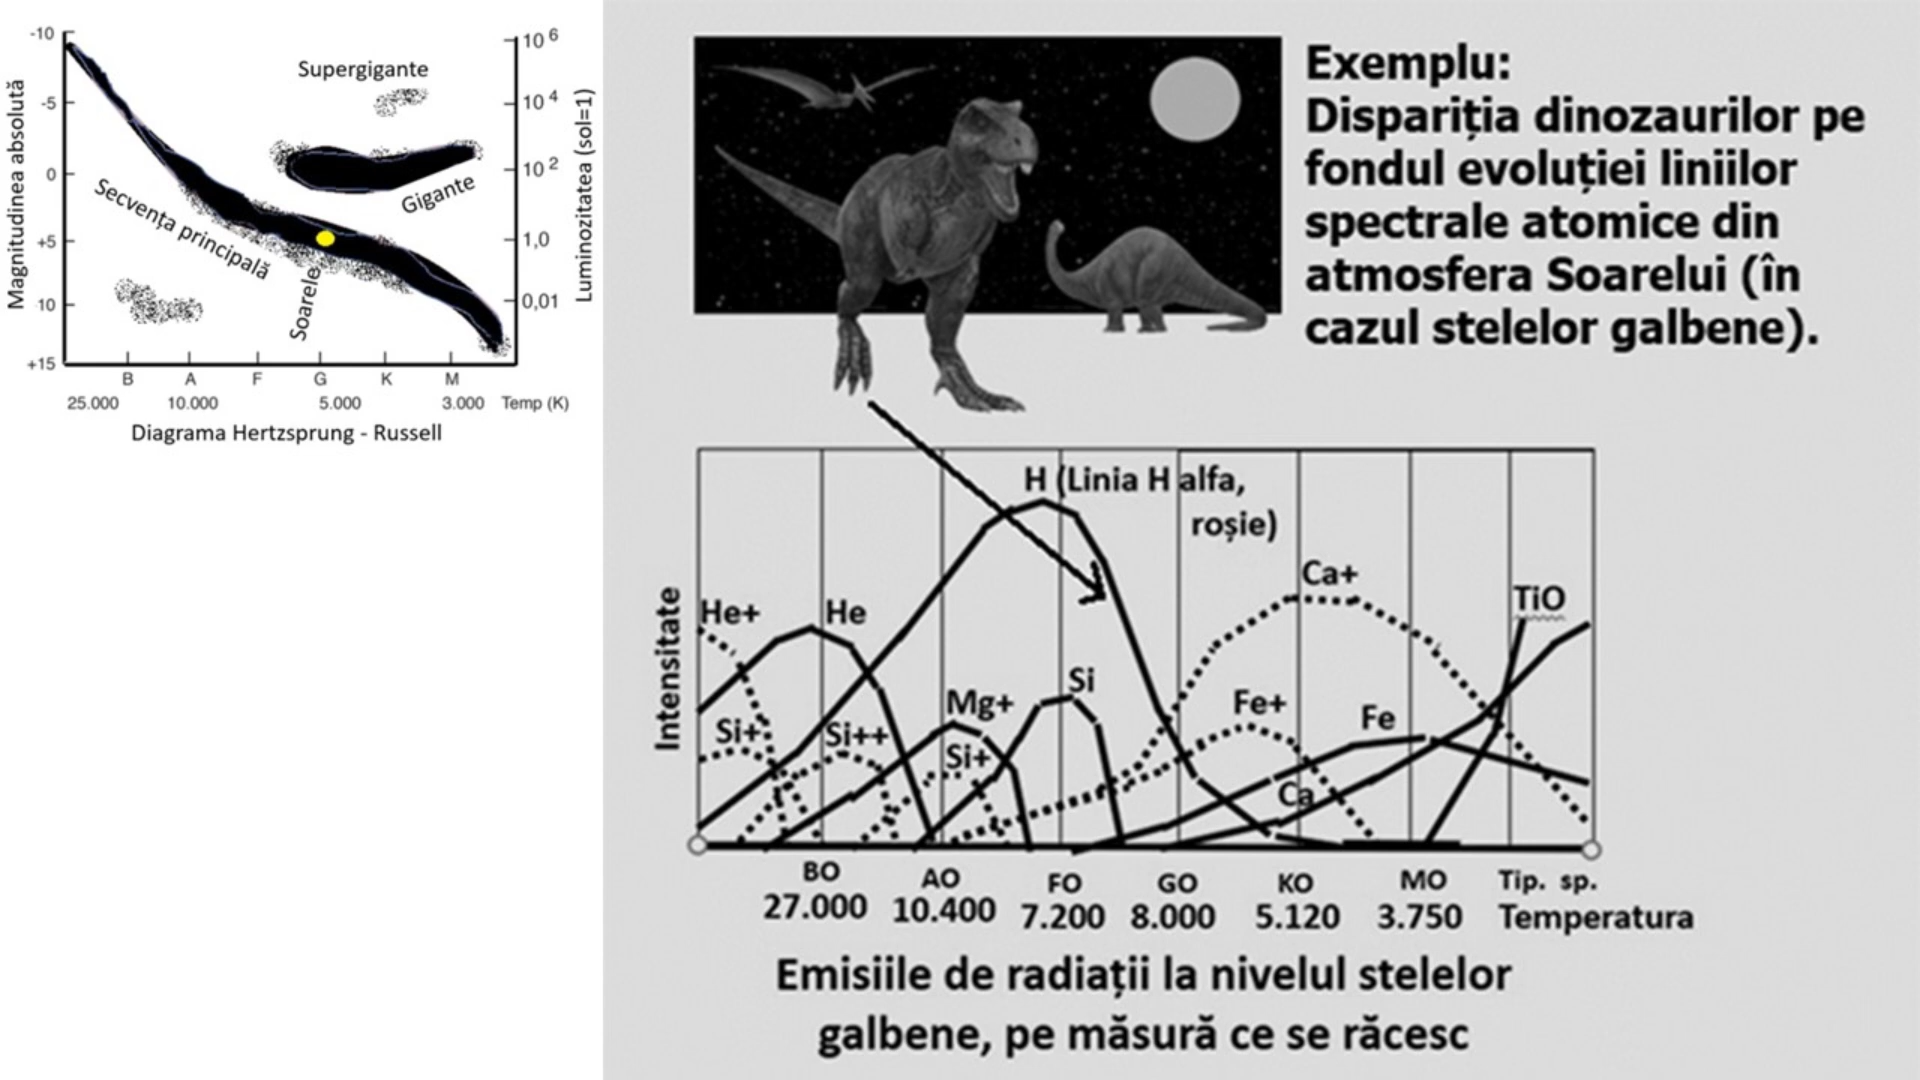 -10
-5
0
+5
-10
+15
Magnitudinea absolută
Supergigante
Gigante
Secvența principală
Soarele
10 6
10 4
10 2
1,0
0,01
Luminozitatea (sol=1)
B A F G K M
25.000 10.000 5.000 3.000 Temp (K)
Diagrama Hertzsprung - Russell
Exemplu:
Dispariția dinozaurilor pe
fondul evoluției liniilor
spectrale atomice din
atmosfera Soarelui (în
cazul stelelor galbene).
H (Linia H alfa,
roșie)
Intensitate
He+
He
Si+
Si++
Mg+
Si+
Si
Ca+
Fe+
Fe
Ca
TiO
BO AO FO GO KO MO Tip. sp.
27.000 10.400 7.200 8.000 5.120 3.750 Temperatura
Emisiile de radiații la nivelul stelelor
galbene, pe măsură ce se răcesc